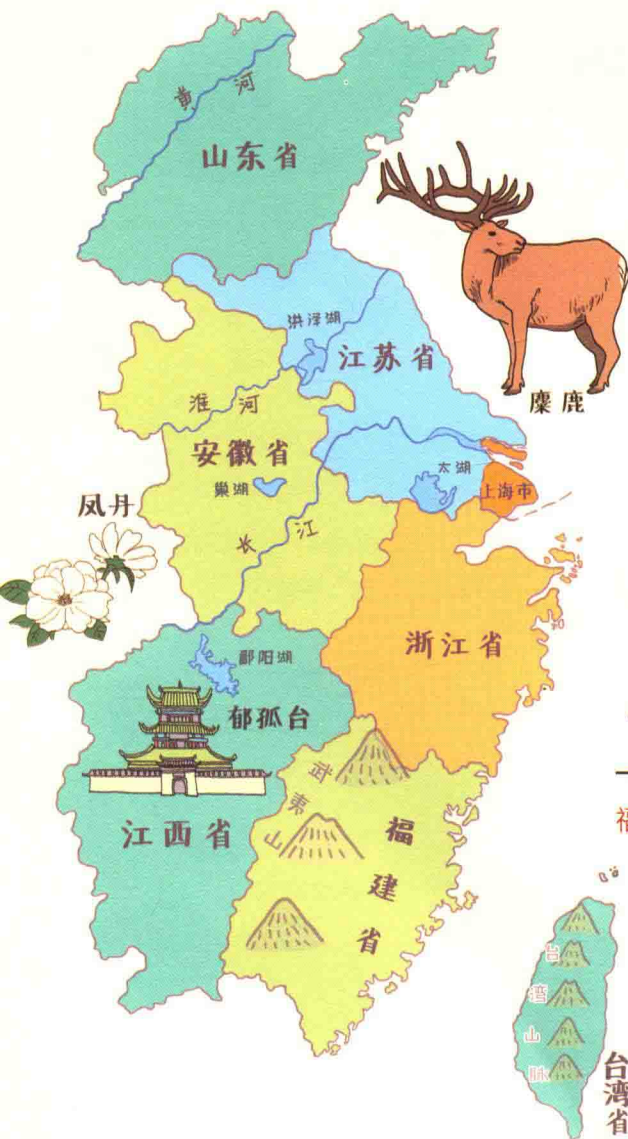 黄河
山东省
麋鹿
洪泽湖
江苏省
淮河
安徽省
太湖
上海市
巢湖
凤丹
长江
浙江省
鄱阳湖
郁孤台
武夷山
江西省
福建省
福
台湾山脉
台湾省